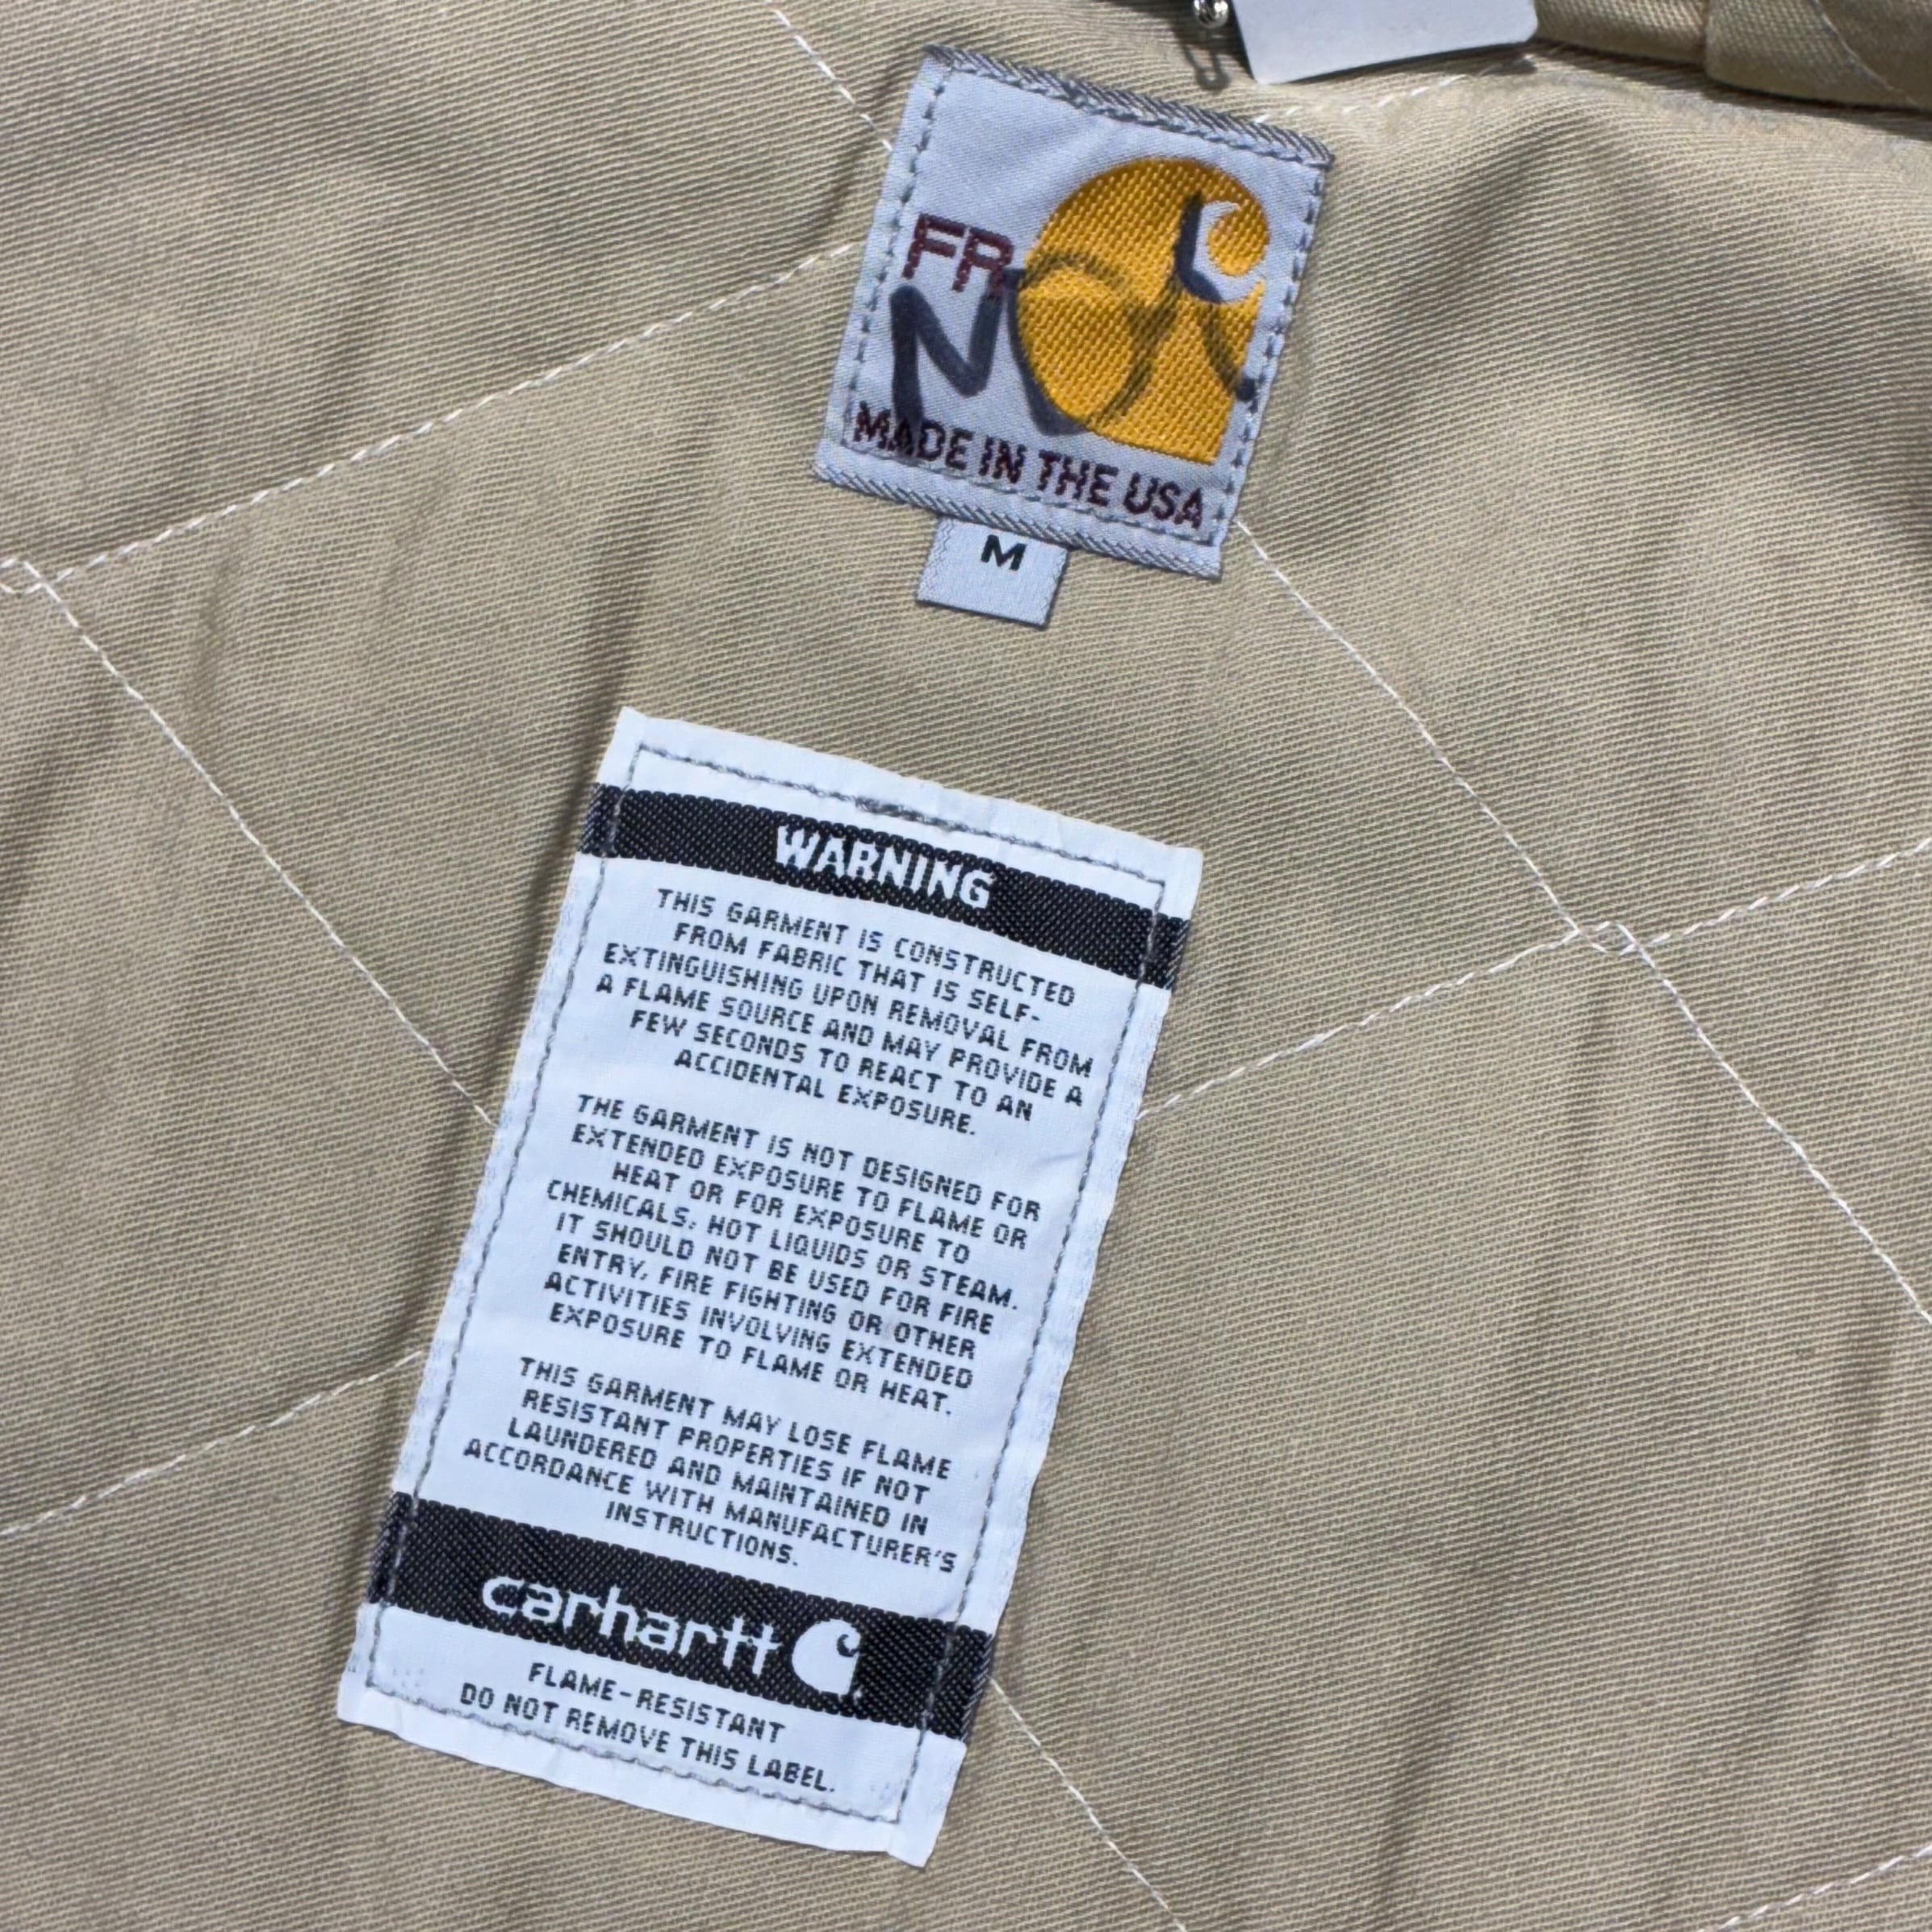 FR
MADE IN THE USA
M
WARNING
THIS GARMENT IS CONSTRUCTED
FROM FABRIC THAT IS SELF-
EXTINGUISHING UPON REMOVAL FROM
A FLAME SOURCE AND MAY PROVIDE A
FEW SECONDS TO REACT TO AN
ACCIDENTAL EXPOSURE.
THE GARMENT IS NOT DESIGNED FOR
EXTENDED EXPOSURE TO FLAME OR
HEAT OR FOR EXPOSURE TO
CHEMICALS, HOT LIQUIDS OR STEAM.
IT SHOULD NOT BE USED FOR FIRE
ENTRY, FIRE FIGHTING OR OTHER
ACTIVITIES INVOLVING EXTENDED
EXPOSURE TO FLAME OR HEAT.
THIS GARMENT MAY LOSE FLAME
RESISTANT PROPERTIES IF NOT
LAUNDERED AND MAINTAINED IN
ACCORDANCE WITH MANUFACTURER'S
INSTRUCTIONS.
carhartt
FLAME-RESISTANT
DO NOT REMOVE THIS LABEL.